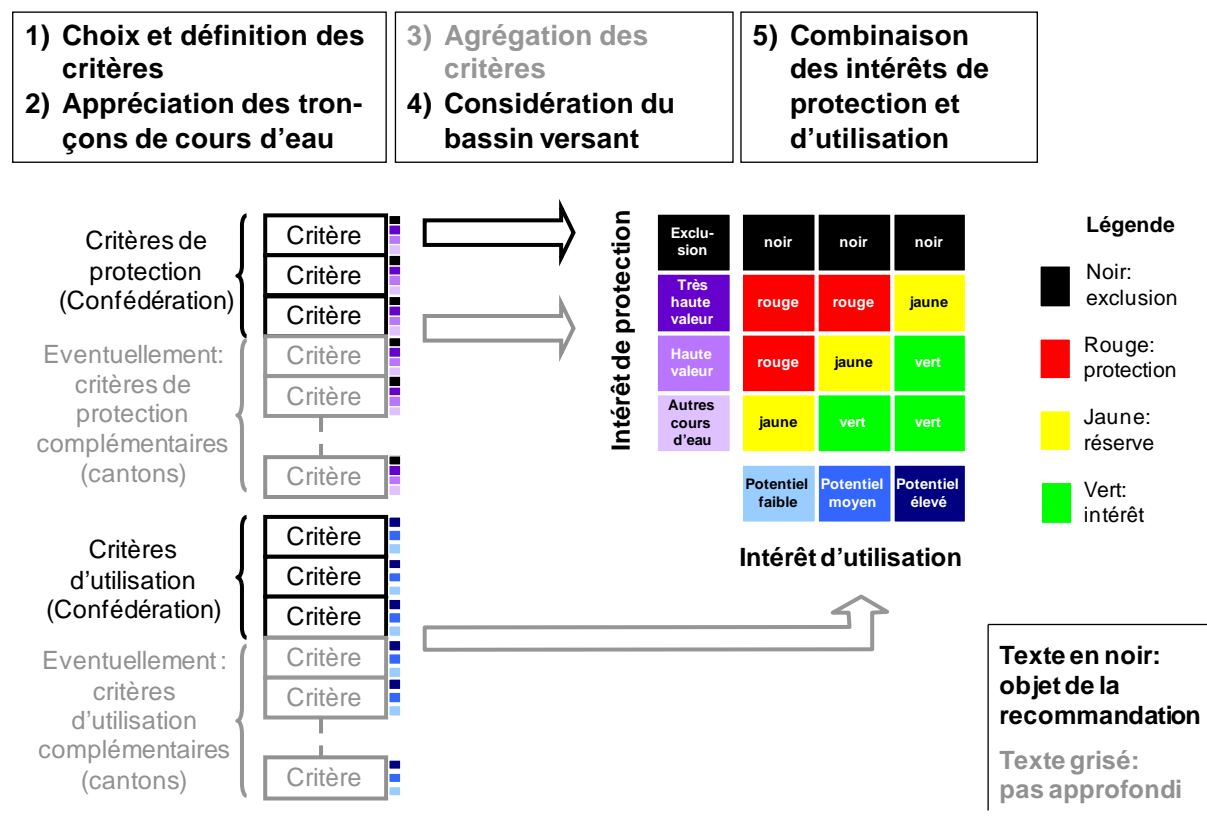 1) Choix et définition des
critères
2) Appréciation des tron-
çons de cours d’eau
3) Agrégation des
critères
4) Considération du
bassin versant
5) Combinaison
des intérêts de
protection et
d’utilisation
Critères de
protection
(Confédération)
Critère
Critère
Critère
Eventuellement:
critères de
protection
complémentaires
(cantons)
Critère
Critère
Critère
Critères
d’utilisation
(Confédération)
Critère
Critère
Critère
Eventuellement :
critères
d’utilisation
complémentaires
(cantons)
Critère
Critère
Critère
Intérêt de protection
Exclu-
sion
noir
noir
noir
Très
haute
valeur
rouge
rouge
jaune
Haute
valeur
rouge
jaune
vert
Autres
cours
d’eau
jaune
vert
vert
Potentiel
faible
Potentiel
moyen
Potentiel
élevé
Intérêt d’utilisation
Légende
Noir:
exclusion
Rouge:
protection
Jaune:
réserve
Vert:
intérêt
Texte en noir:
objet de la
recommandation
Texte grisé:
pas approfondi